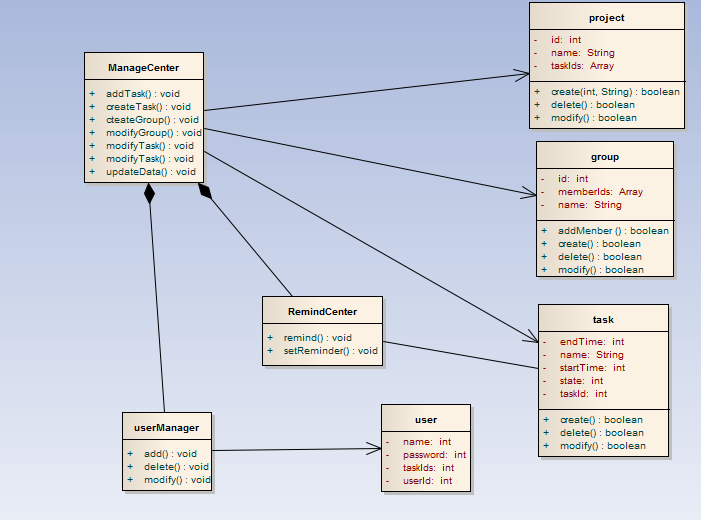 project
- id: int
- name: String
- taskIds: Array
+ create(int, String) : boolean
+ delete() : boolean
+ modify() : boolean
ManageCenter
+ addTask() : void
+ createTask() : void
+ cteateGroup() : void
+ modifyGroup() : void
+ modifyTask() : void
+ modifyTask() : void
+ updateData() : void
group
- id: int
- memberIds: Array
- name: String
+ addMenber () : boolean
+ create() : boolean
+ delete() : boolean
+ modify() : boolean
RemindCenter
+ remind() : void
+ setReminder() : void
task
- endTime: int
- name: String
- startTime: int
- state: int
- taskId: int
+ create() : boolean
+ delete() : boolean
+ modify() : boolean
userManager
+ add() : void
+ delete() : void
+ modify() : void
user
- name: int
- password: int
- taskIds: int
- userId: int